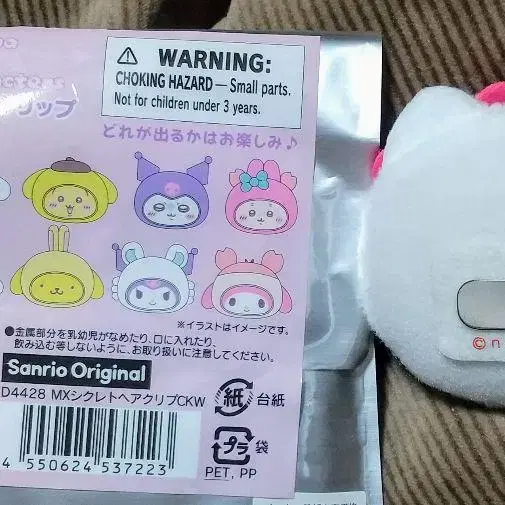 WARNING:
CHOKING HAZARD — Small parts.
Not for children under 3 years.
リップ
どれが出るかはお楽しみ♪
※イラストはイメージです。
●金属部分を乳幼児がなめたり、口に入れたり、
飲み込む等しないように、お取り扱いに注意してください。
Sanrio Original
D4428 MXシクレトヘアクリプCKW
紙 台紙
プラ 袋
PET, PP
4 550624 537223
© n